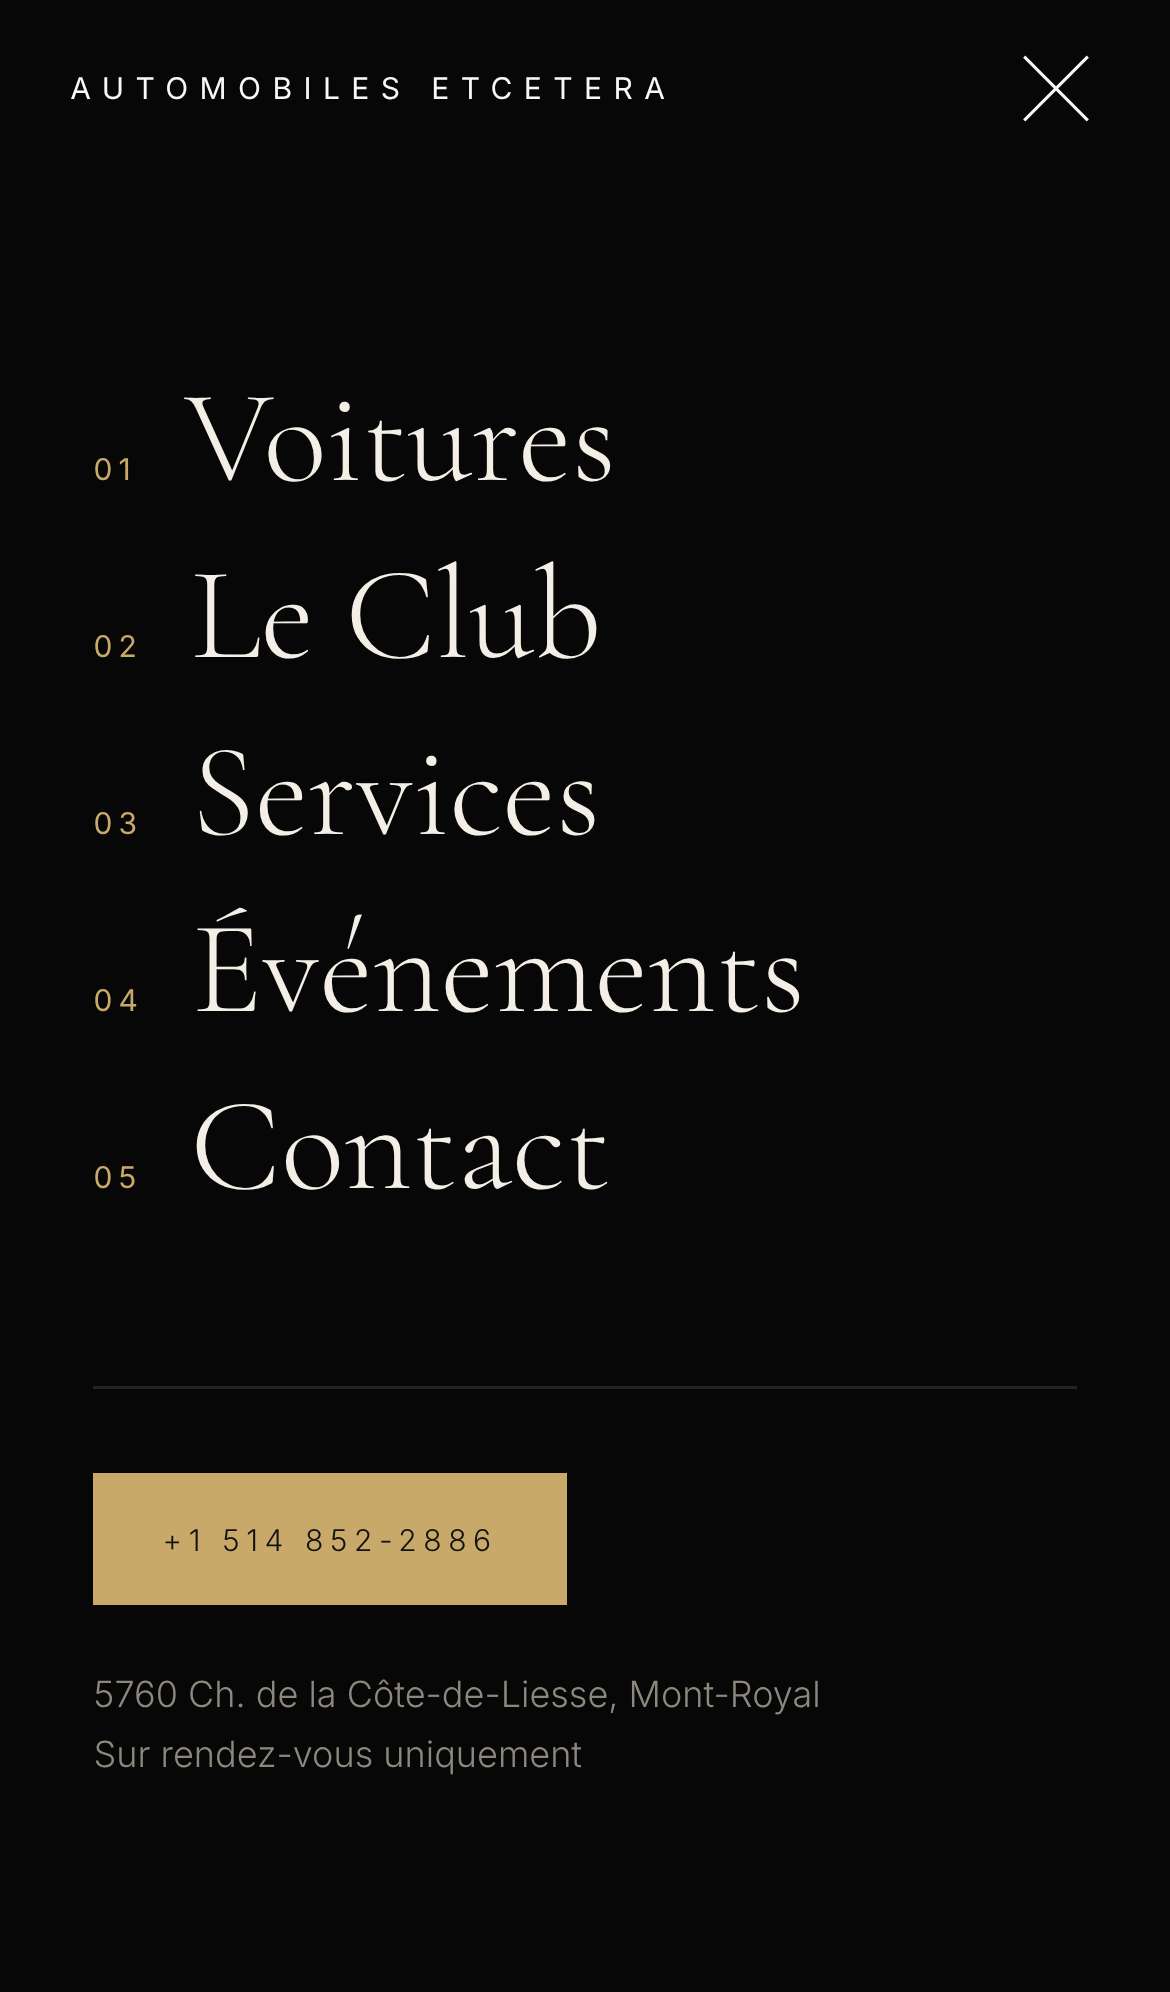 AUTOMOBILES ETCETERA
01 Voitures
02 Le Club
03 Services
04 Événements
05 Contact
+1 514 852-2886
5760 Ch. de la Côte-de-Liesse, Mont-Royal
Sur rendez-vous uniquement